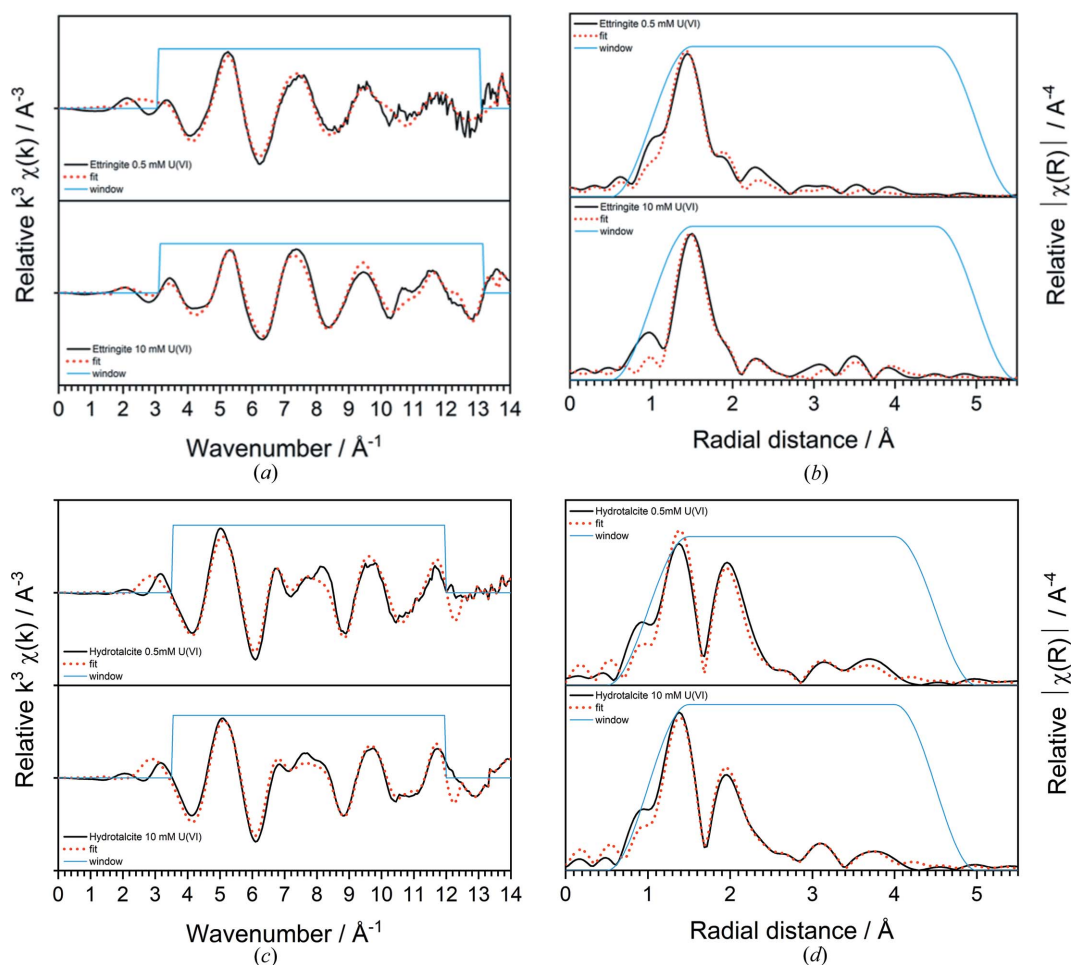 Relative k³ χ(k) / A⁻³
Ettringite 0.5 mM U(VI)
fit
window
Ettringite 10 mM U(VI)
fit
window
0 1 2 3 4 5 6 7 8 9 10 11 12 13 14
Wavenumber / Å⁻¹
(a)
Ettringite 0.5 mM U(VI)
fit
window
Ettringite 10 mM U(VI)
fit
window
0 1 2 3 4 5
Radial distance / Å
(b)
Relative |χ(R)| / A⁻⁴
Relative k³ χ(k) / A⁻³
Hydrotalcite 0.5mM U(VI)
fit
window
Hydrotalcite 10 mM U(VI)
fit
window
0 1 2 3 4 5 6 7 8 9 10 11 12 13 14
Wavenumber / Å⁻¹
(c)
Hydrotalcite 0.5mM U(VI)
fit
window
Hydrotalcite 10 mM U(VI)
fit
window
0 1 2 3 4 5
Radial distance / Å
(d)
Relative |χ(R)| / A⁻⁴